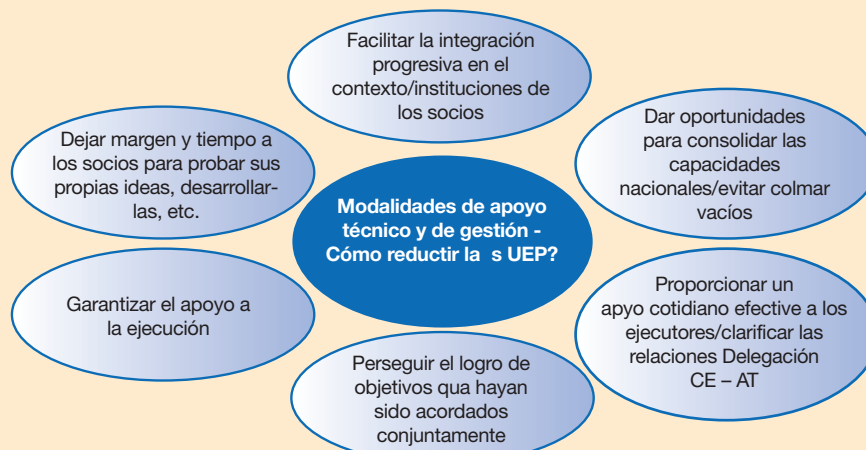 Facilitar la integración
progresiva en el
contexto/instituciones de
los socios
Dejar margen y tiempo a
los socios para probar sus
propias ideas, desarrollar-
las, etc.
Dar oportunidades
para consolidar las
capacidades
nacionales/evitar colmar
vacíos
Modalidades de apoyo
técnico y de gestión -
Cómo reductir la s UEP?
Garantizar el apoyo a
la ejecución
Proporcionar un
apyo cotidiano effective a los
ejecutores/clarificar las
relaciones Delegación
CE – AT
Perseguir el logro de
objetivos qua hayan
sido acordados
conjuntamente